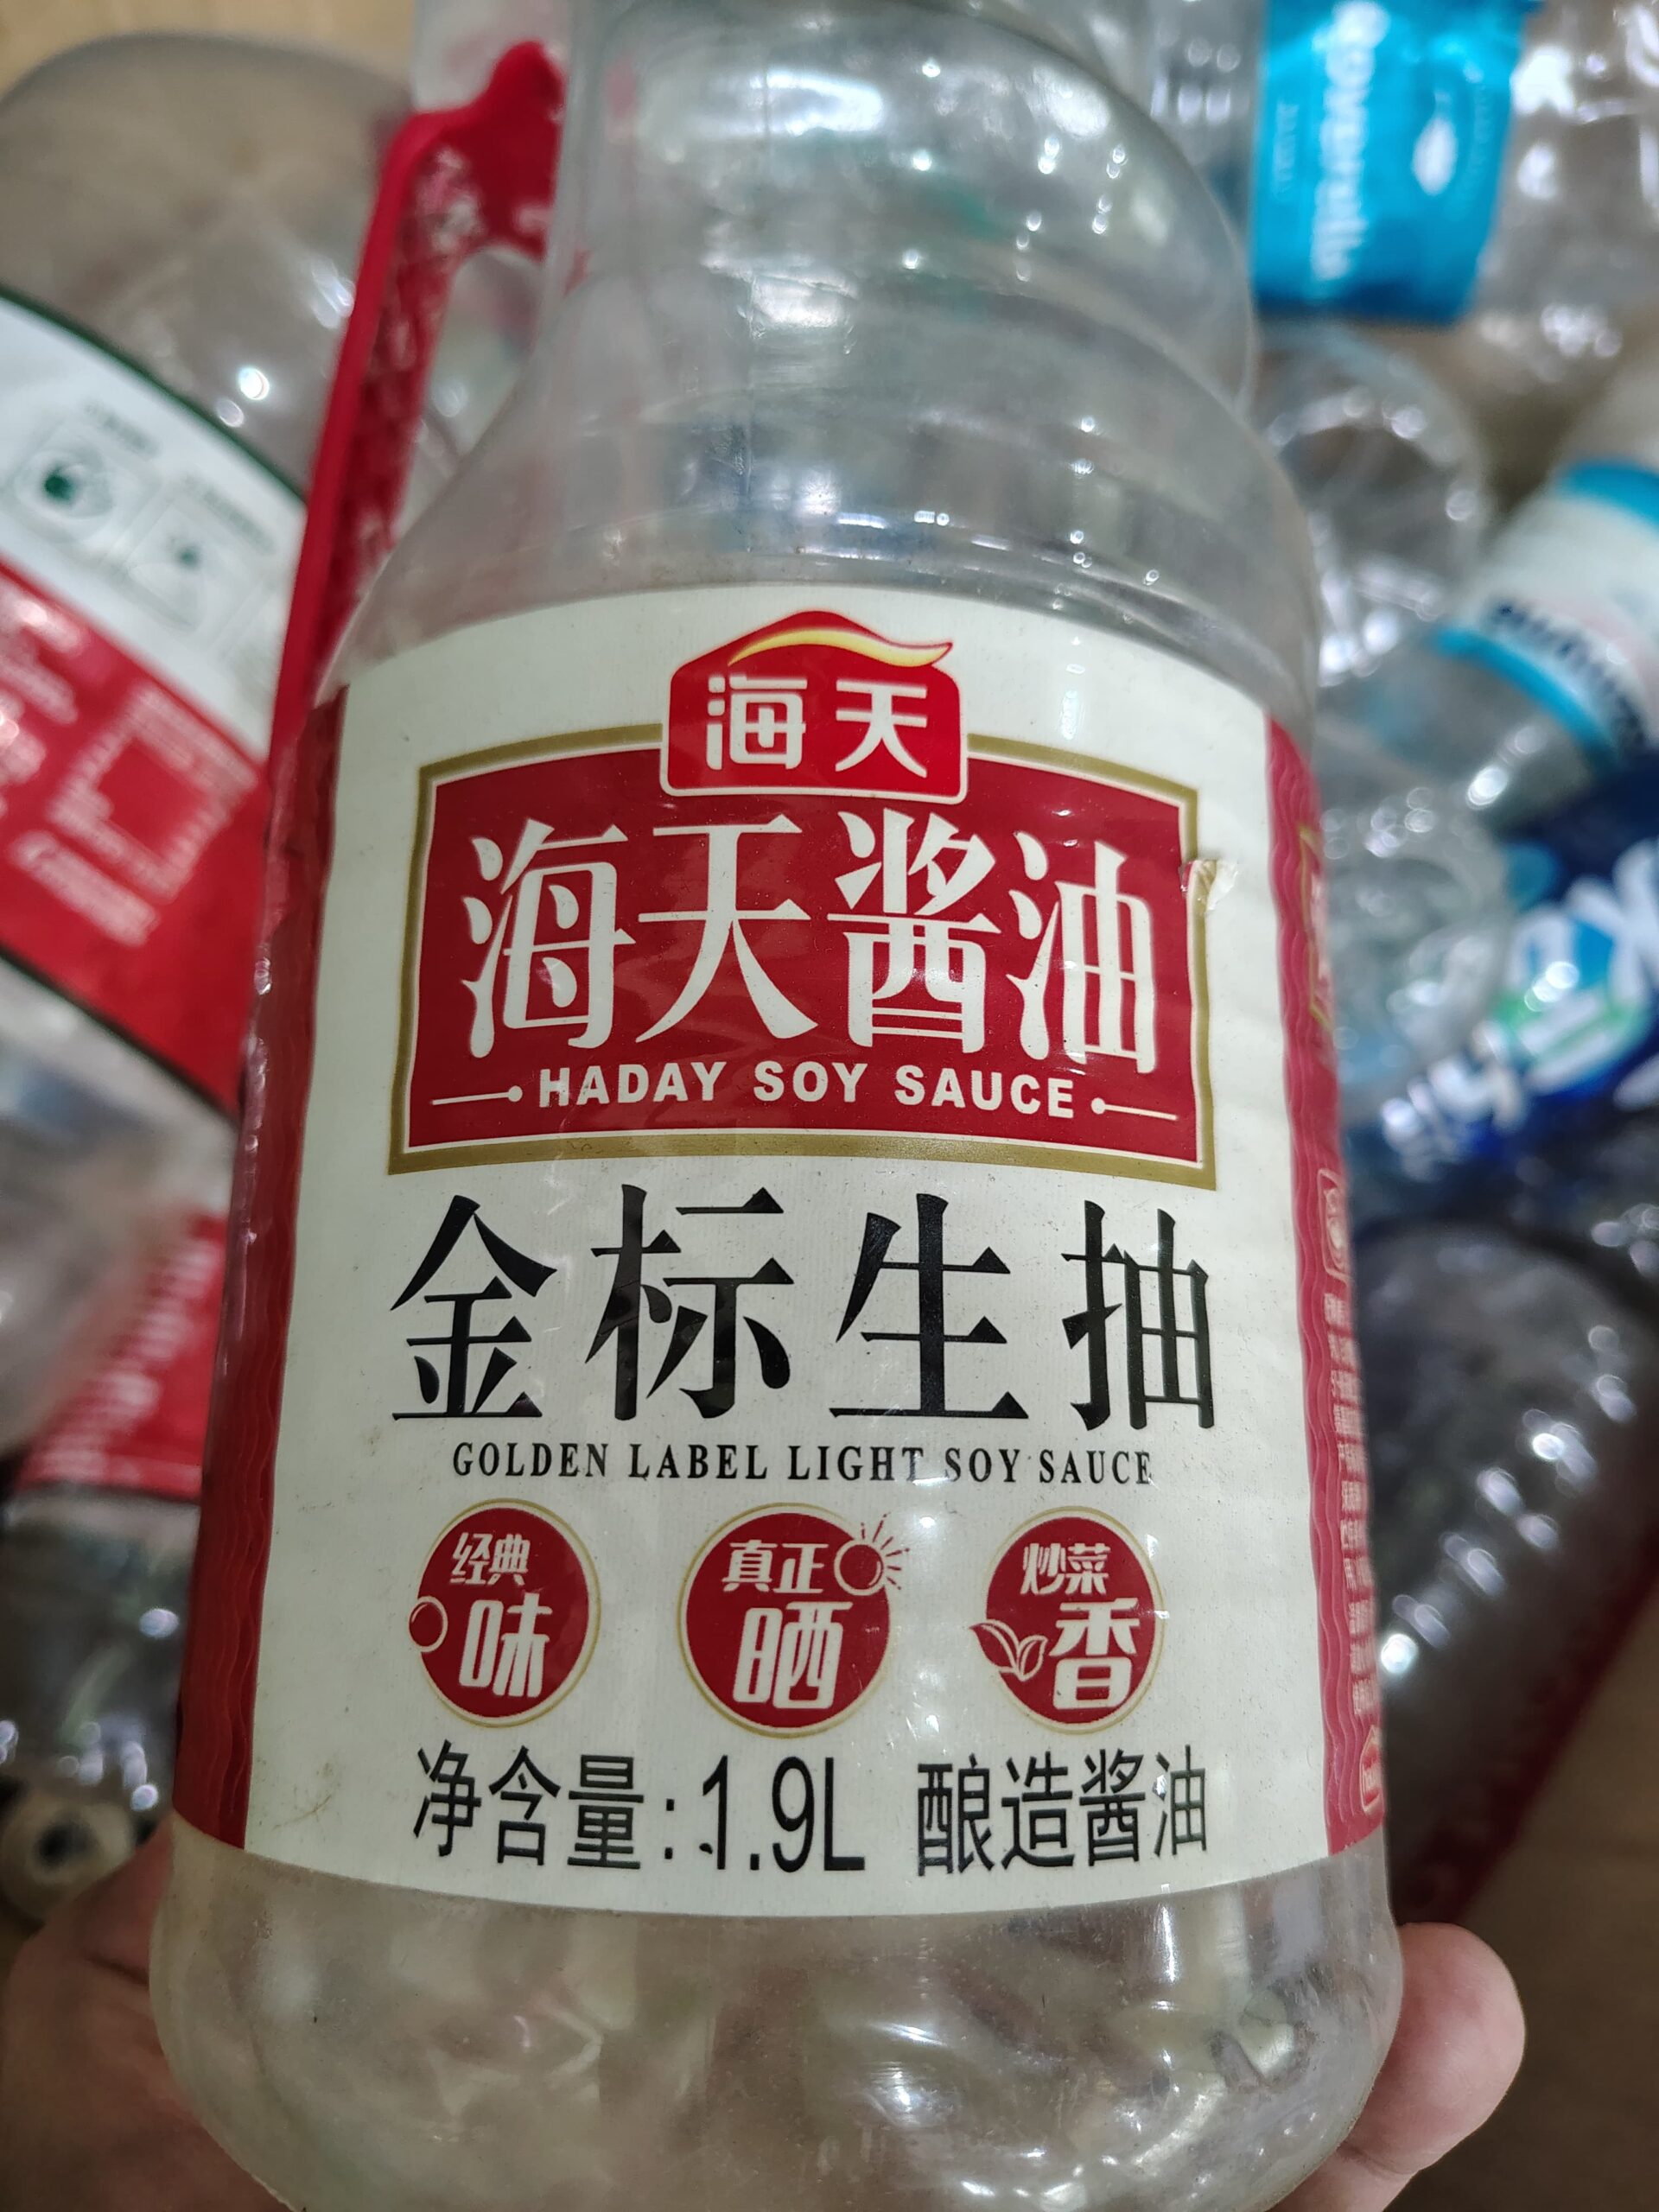 海天
海天酱油
HADAY SOY SAUCE
金标生抽
GOLDEN LABEL LIGHT SOY SAUCE
经典
味
真正
晒
炒菜
香
净含量:1.9L 酿造酱油